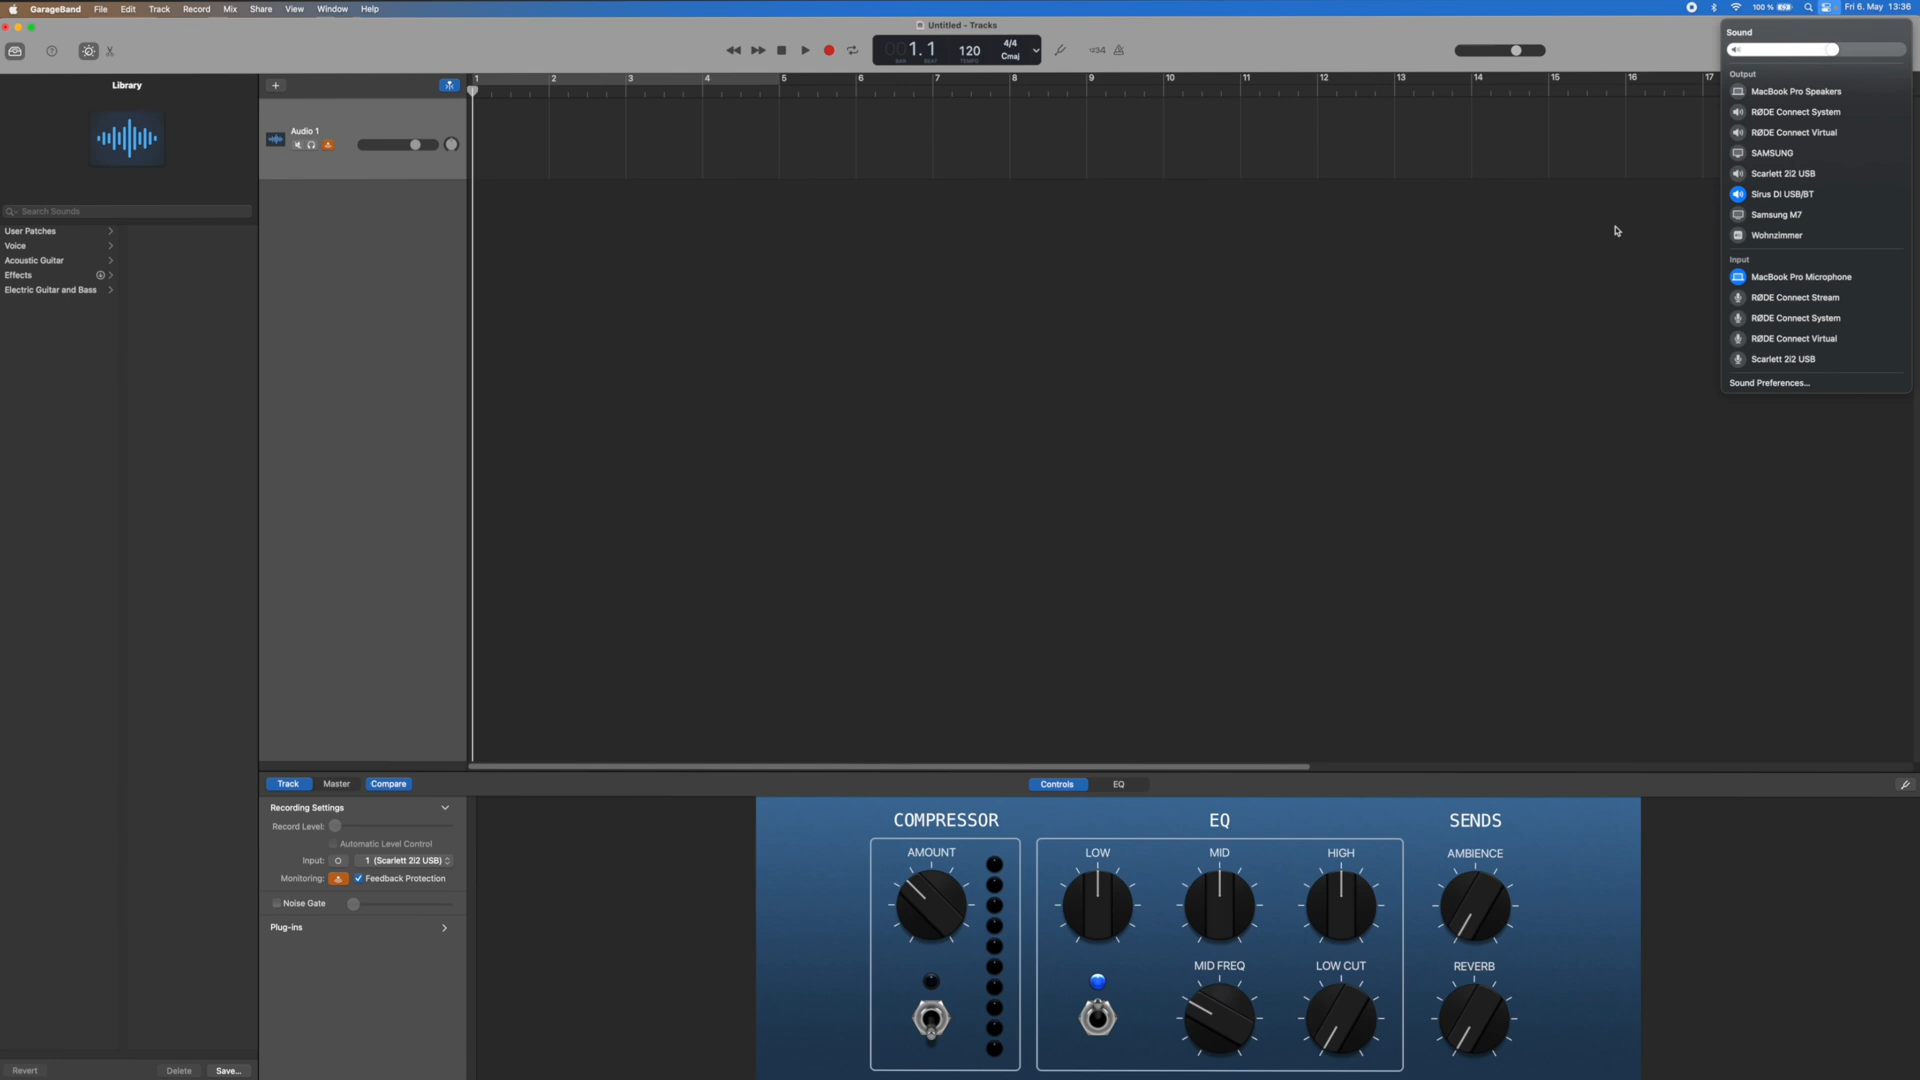 GarageBand File Edit Track Record Mix Share View Window Help
100 % Fri 6. May 13:36
Untitled - Tracks
001.1 120 4/4 Cmaj
BAR BEAT TEMPO
1234
Sound
Output
MacBook Pro Speakers
RØDE Connect System
RØDE Connect Virtual
SAMSUNG
Scarlett 2i2 USB
Sirus DI USB/BT
Samsung M7
Wohnzimmer
Input
MacBook Pro Microphone
RØDE Connect Stream
RØDE Connect System
RØDE Connect Virtual
Scarlett 2i2 USB
Sound Preferences...
Library
Search Sounds
User Patches
Voice
Acoustic Guitar
Effects
Electric Guitar and Bass
1 2 3 4 5 6 7 8 9 10 11 12 13 14 15 16 17
Audio 1
Track Master Compare
Controls EQ
Recording Settings
Record Level:
Automatic Level Control
Input: 1 (Scarlett 2i2 USB)
Monitoring: Feedback Protection
Noise Gate
Plug-ins
COMPRESSOR EQ SENDS
AMOUNT LOW MID HIGH AMBIENCE
MID FREQ LOW CUT REVERB
Revert Delete Save...